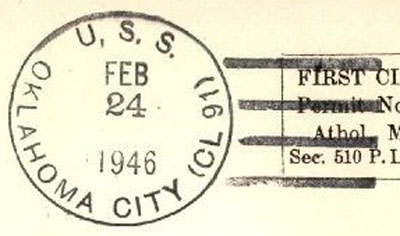 U. S. S.
OKLAHOMA CITY (CL 91)
FEB
24
1946
FIRST CL
Permit No
Athol, M
Sec. 510 P. L